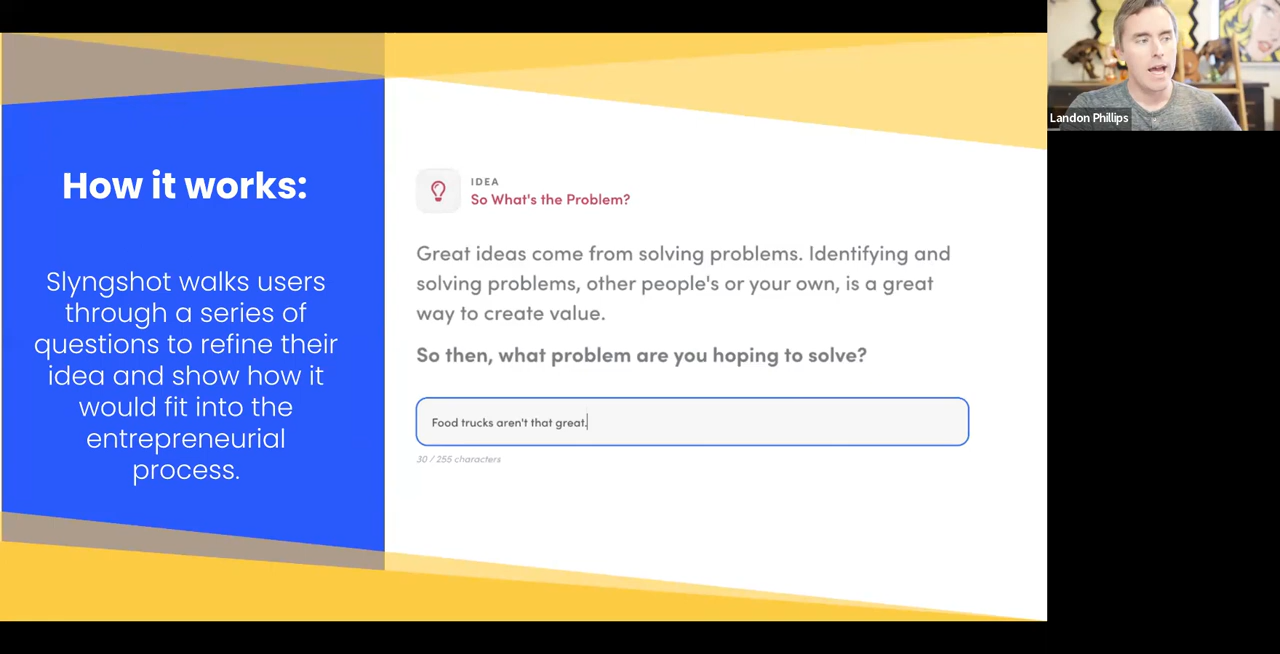 How it works:
Slyngshot walks users
through a series of
questions to refine their
idea and show how it
would fit into the
entrepreneurial
process.
IDEA
So What's the Problem?
Great ideas come from solving problems. Identifying and
solving problems, other people's or your own, is a great
way to create value.
So then, what problem are you hoping to solve?
Food trucks aren't that great.
30 / 255 characters
Landon Phillips